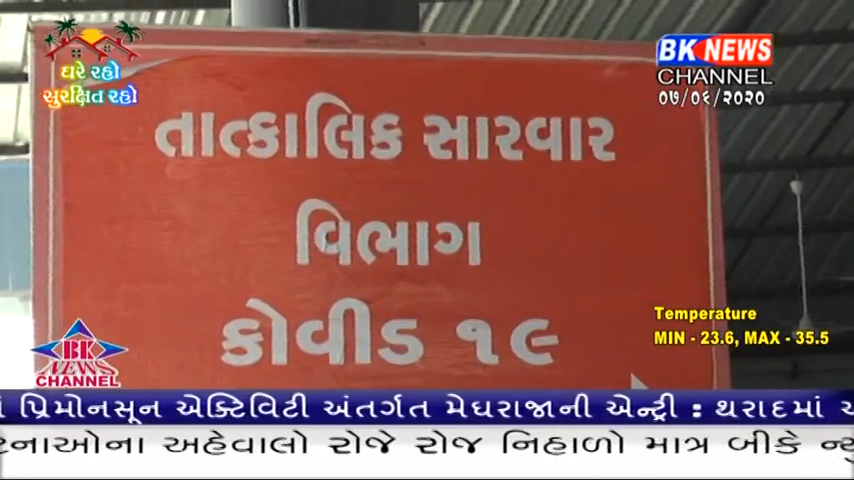 ઘરે રહો
સુરક્ષિત રહો
BK NEWS
CHANNEL
૦૫/૦૬/૨૦૨૦
તાત્કાલિક સારવાર
વિભાગ
કોવીડ ૧૯
Temperature
MIN - 23.6, MAX - 35.5
BK
NEWS
CHANNEL
પ્રિમોનસૂન એક્ટિવિટી અંતર્ગત મેઘરાજાની એન્ટ્રી : થરાદમાં
અહેવાલો રોજે રોજ નિહાળો માત્ર બીકે